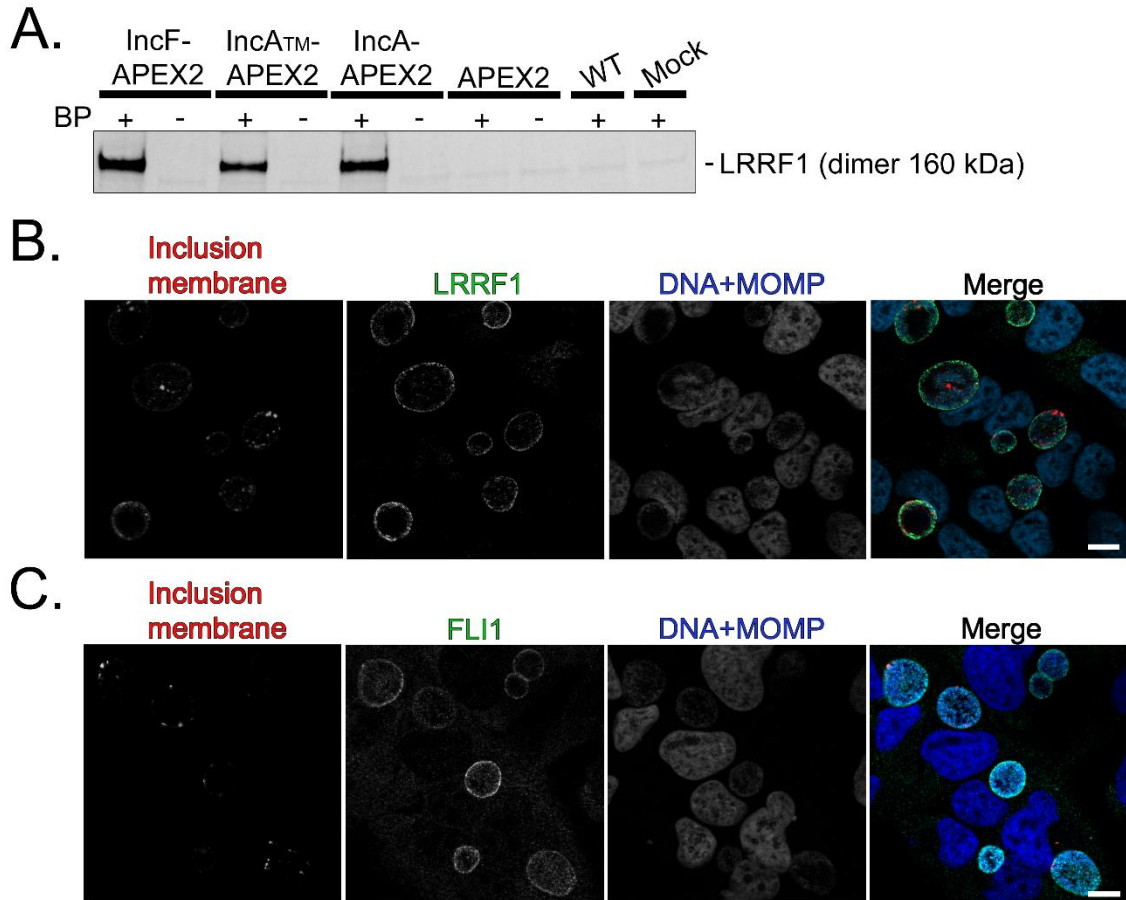 A.
IncF-
APEX2
IncATM-
APEX2
IncA-
APEX2
APEX2
WT
Mock
BP + - + - + - + - + +
- LRRF1 (dimer 160 kDa)
B.
Inclusion
membrane
LRRF1
DNA+MOMP
Merge
C.
Inclusion
membrane
FLI1
DNA+MOMP
Merge